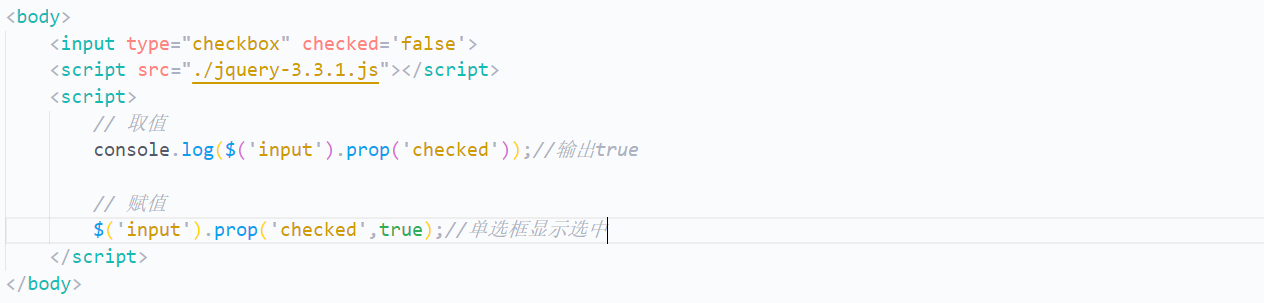 <body>
<input type="checkbox" checked='false'>
<script src="./jquery-3.3.1.js"></script>
<script>
// 取值
console.log($('input').prop('checked'));//输出true
// 赋值
$('input').prop('checked',true);//单选框显示选中
</script>
</body>